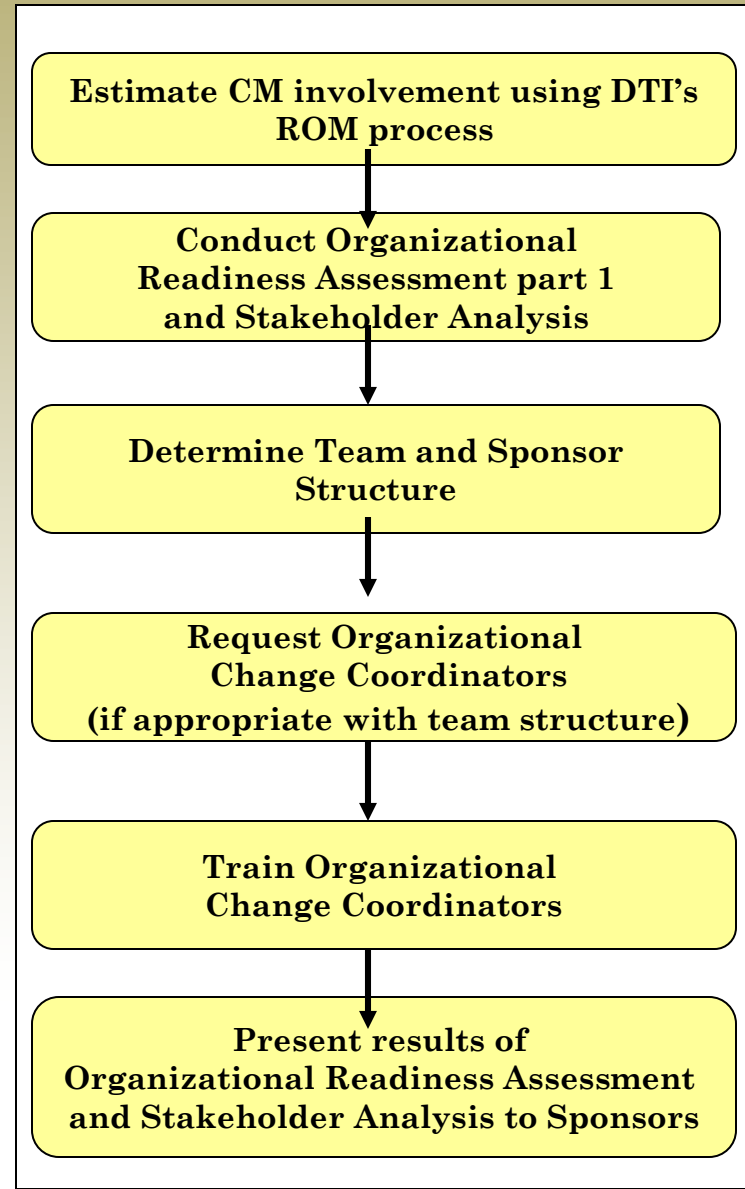 Estimate CM involvement using DTI’s
ROM process
Conduct Organizational
Readiness Assessment part 1
and Stakeholder Analysis
Determine Team and Sponsor
Structure
Request Organizational
Change Coordinators
(if appropriate with team structure)
Train Organizational
Change Coordinators
Present results of
Organizational Readiness Assessment
and Stakeholder Analysis to Sponsors